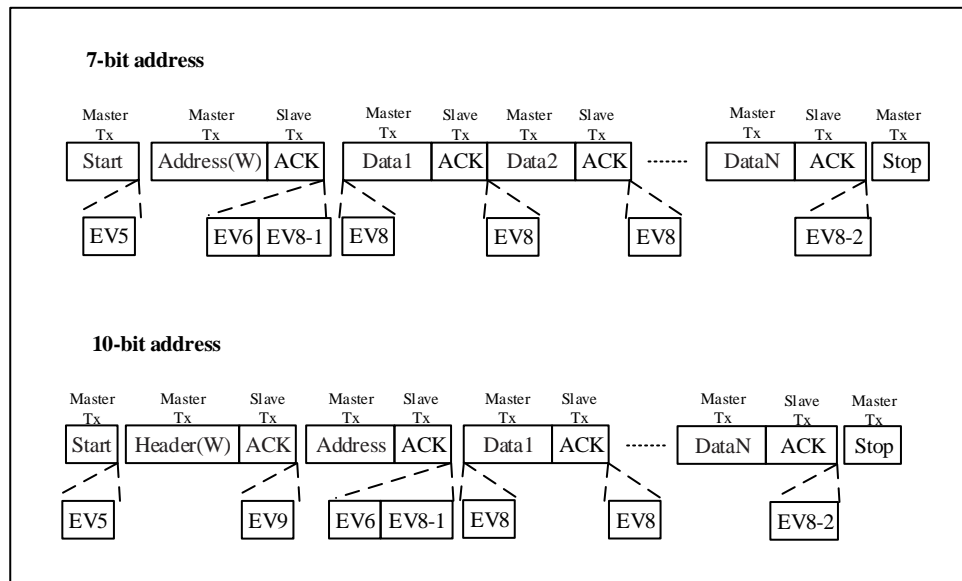 7-bit address
Master Tx Master Tx Slave Tx Master Tx Slave Tx Master Tx Slave Tx Master Tx Slave Tx Master Tx
Start Address(W) ACK Data1 ACK Data2 ACK DataN ACK Stop
EV5 EV6 EV8-1 EV8 EV8 EV8 EV8-2
10-bit address
Master Tx Master Tx Slave Tx Master Tx Slave Tx Master Tx Slave Tx Master Tx Slave Tx Master Tx
Start Header(W) ACK Address ACK Data1 ACK DataN ACK Stop
EV5 EV9 EV6 EV8-1 EV8 EV8 EV8-2